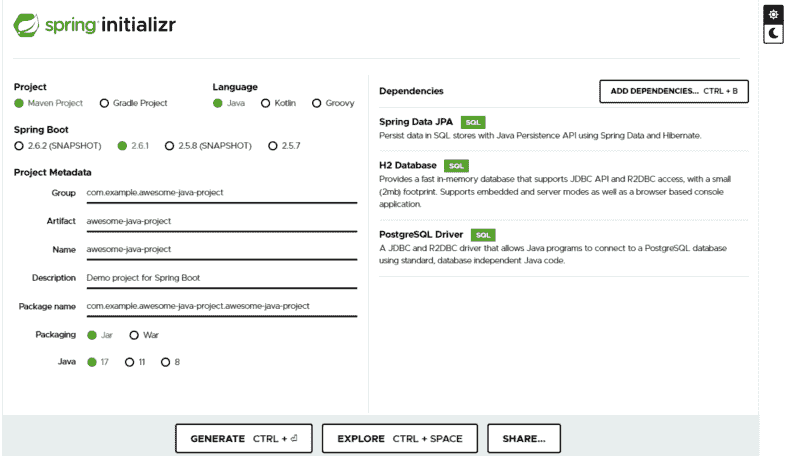 spring initializr
Project
Maven Project Gradle Project
Language
Java Kotlin Groovy
Spring Boot
2.6.2 (SNAPSHOT) 2.6.1 2.5.8 (SNAPSHOT) 2.5.7
Project Metadata
Group com.example.awesome-java-project
Artifact awesome-java-project
Name awesome-java-project
Description Demo project for Spring Boot
Package name com.example.awesome-java-project.awesome-java-project
Packaging Jar War
Java 17 11 8
Dependencies
ADD DEPENDENCIES... CTRL + B
Spring Data JPA SQL
Persist data in SQL stores with Java Persistence API using Spring Data and Hibernate.
H2 Database SQL
Provides a fast in-memory database that supports JDBC API and R2DBC access, with a small
(2mb) footprint. Supports embedded and server modes as well as a browser based console
application.
PostgreSQL Driver SQL
A JDBC and R2DBC driver that allows Java programs to connect to a PostgreSQL database
using standard, database independent Java code.
GENERATE CTRL + ⏎
EXPLORE CTRL + SPACE
SHARE...